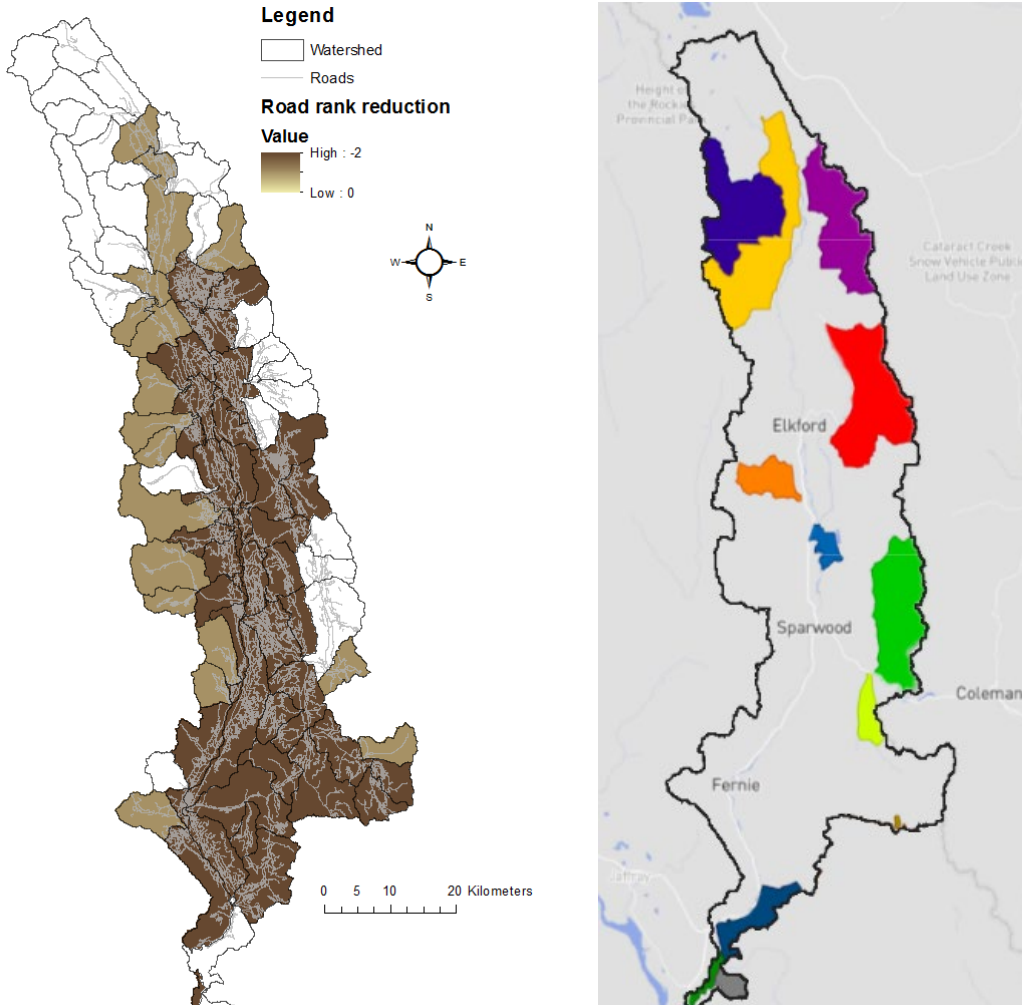 Legend
Watershed
Roads
Road rank reduction
Value
High : -2
Low : 0
N
W
E
S
0 5 10 20 Kilometers
Height of
the Rockies
Provincial Park
Cataract Creek
Snow Vehicle Public
Land Use Zone
Elkford
Sparwood
Coleman
Fernie
Jaffray